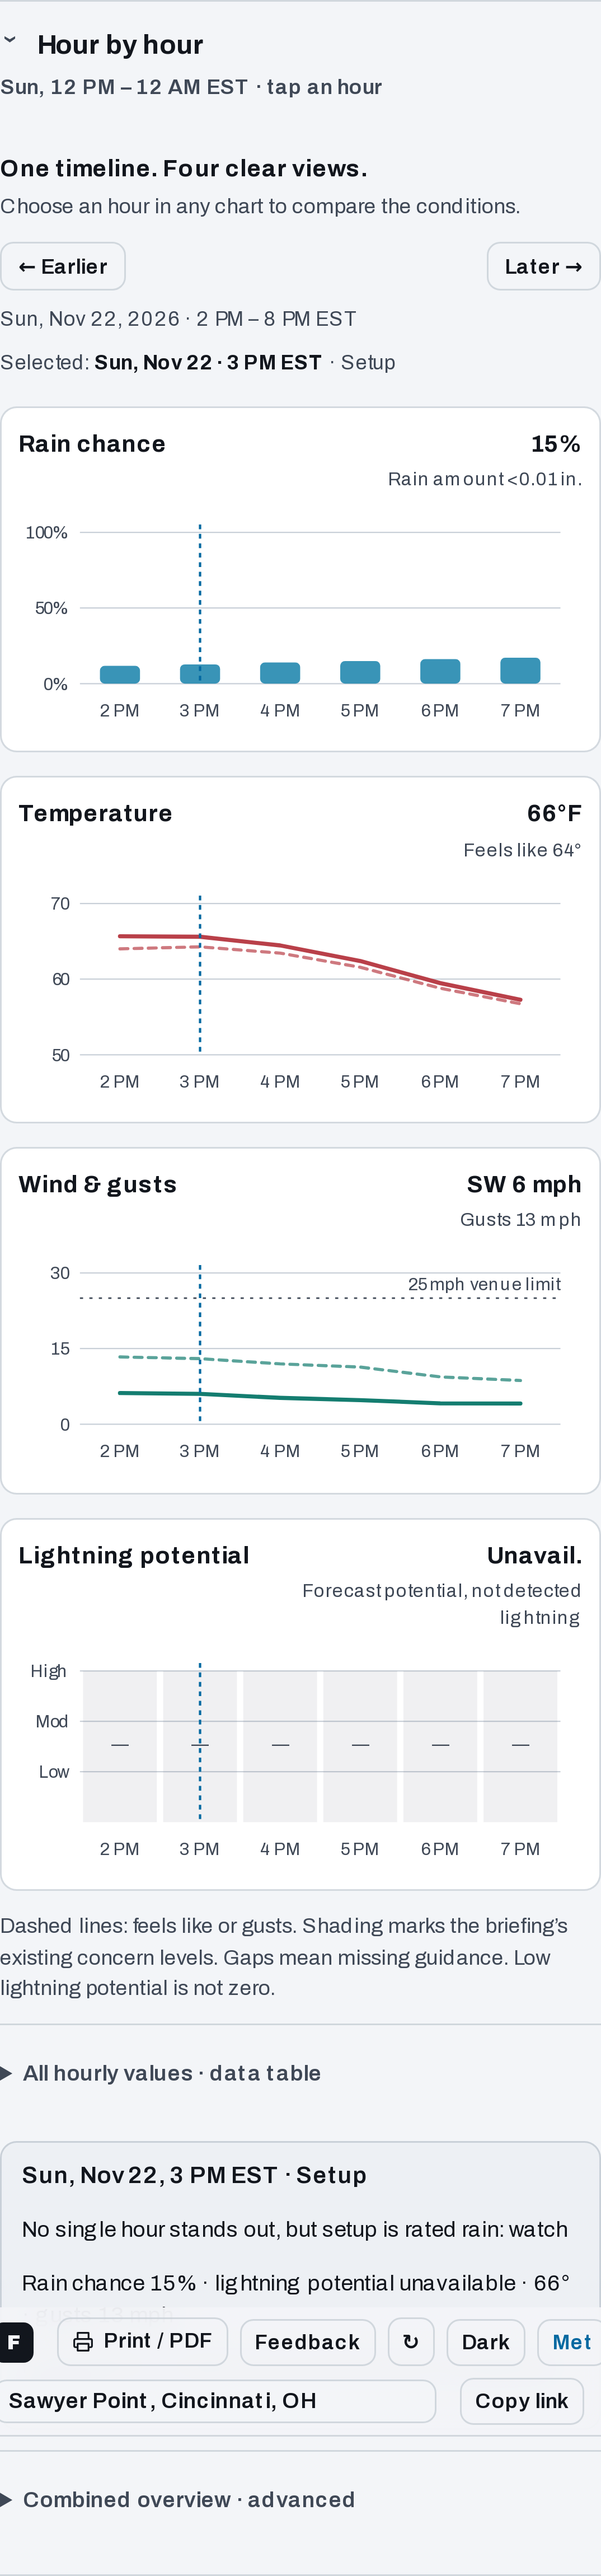 Hour by hour
Sun, 12 PM – 12 AM EST · tap an hour
One timeline. Four clear views.
Choose an hour in any chart to compare the conditions.
← Earlier
Later →
Sun, Nov 22, 2026 · 2 PM – 8 PM EST
Selected: Sun, Nov 22 · 3 PM EST · Setup
Rain chance
15%
Rain amount <0.01 in.
100%
50%
0%
2 PM 3 PM 4 PM 5 PM 6 PM 7 PM
Temperature
66°F
Feels like 64°
70
60
50
2 PM 3 PM 4 PM 5 PM 6 PM 7 PM
Wind & gusts
SW 6 mph
Gusts 13 mph
30
25 mph venue limit
15
0
2 PM 3 PM 4 PM 5 PM 6 PM 7 PM
Lightning potential
Unavail.
Forecast potential, not detected
lightning
High
Mod
— — — — — —
Low
2 PM 3 PM 4 PM 5 PM 6 PM 7 PM
Dashed lines: feels like or gusts. Shading marks the briefing’s
existing concern levels. Gaps mean missing guidance. Low
lightning potential is not zero.
▶ All hourly values · data table
Sun, Nov 22, 3 PM EST · Setup
No single hour stands out, but setup is rated rain: watch
Rain chance 15% · lightning potential unavailable · 66°
gusts 13 mph
F
Print / PDF
Feedback
↻
Dark
Met
Sawyer Point, Cincinnati, OH
Copy link
▶ Combined overview · advanced